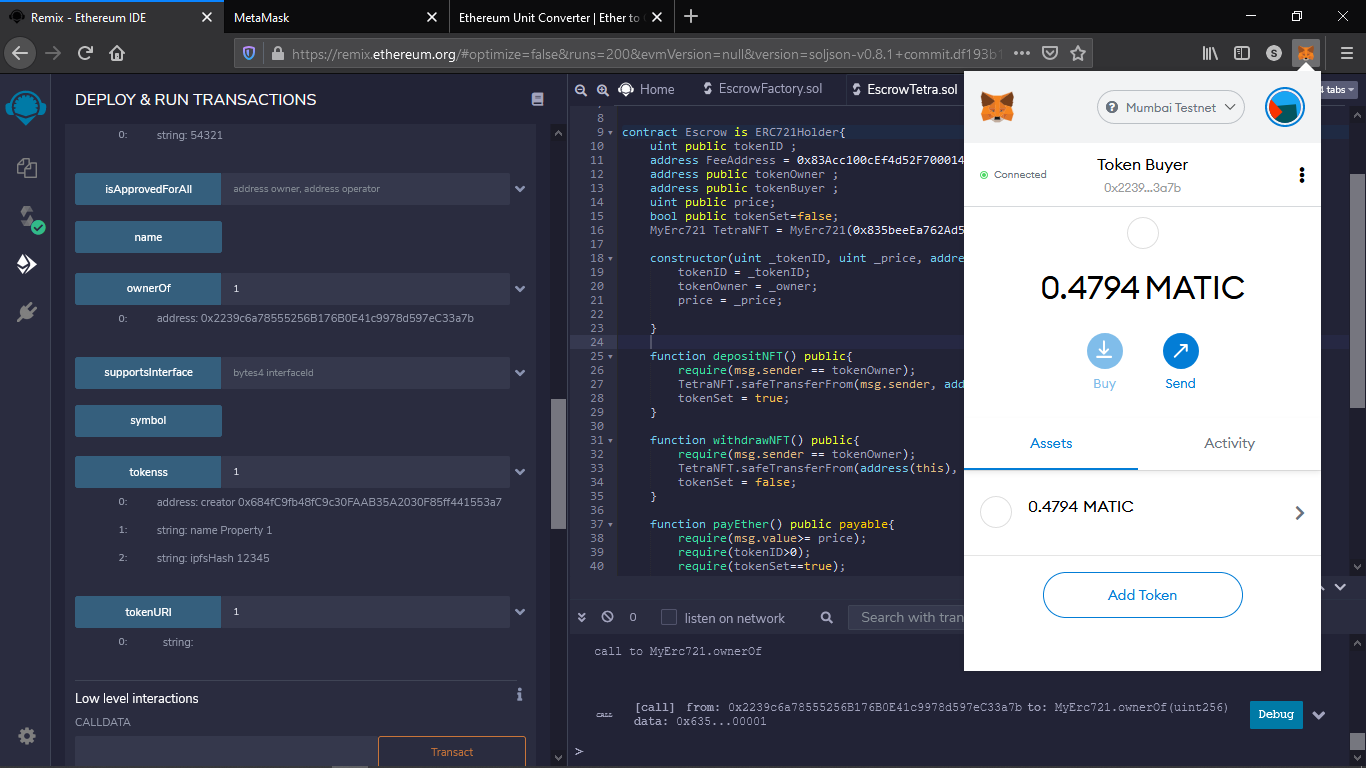 Remix - Ethereum IDE
MetaMask
Ethereum Unit Converter | Ether to
https://remix.ethereum.org/#optimize=false&runs=200&evmVersion=null&version=soljson-v0.8.1+commit.df193b1
DEPLOY & RUN TRANSACTIONS
0: string: 54321
isApprovedForAll address owner, address operator
name
ownerOf 1
0: address: 0x2239c6a78555256B176B0E41c9978d597eC33a7b
supportsInterface bytes4 interfaceId
symbol
tokenss 1
0: address: creator 0x684fC9fb48fC9c30FAAB35A2030F85ff441553a7
1: string: name Property 1
2: string: ipfsHash 12345
tokenURI 1
0: string:
Low level interactions
CALLDATA
Transact
Home
EscrowFactory.sol
EscrowTetra.sol
4 tabs
8
9 contract Escrow is ERC721Holder{
10 uint public tokenID ;
11 address FeeAddress = 0x83Acc100cEf4d52F700014
12 address public tokenOwner ;
13 address public tokenBuyer ;
14 uint public price;
15 bool public tokenSet=false;
16 MyErc721 TetraNFT = MyErc721(0x835beeEa762Ad5
17
18 constructor(uint _tokenID, uint _price, addre
19 tokenID = _tokenID;
20 tokenOwner = _owner;
21 price = _price;
22
23 }
24
25 function depositNFT() public{
26 require(msg.sender == tokenOwner);
27 TetraNFT.safeTransferFrom(msg.sender, add
28 tokenSet = true;
29 }
30
31 function withdrawNFT() public{
32 require(msg.sender == tokenOwner);
33 TetraNFT.safeTransferFrom(address(this),
34 tokenSet = false;
35 }
36
37 function payEther() public payable{
38 require(msg.value>= price);
39 require(tokenID>0);
40 require(tokenSet==true);
0 listen on network Search with tran
call to MyErc721.ownerOf
CALL [call] from: 0x2239c6a78555256B176B0E41c9978d597eC33a7b to: MyErc721.ownerOf(uint256)
data: 0x635...00001
Debug
>
Mumbai Testnet
Connected
Token Buyer
0x2239...3a7b
0.4794 MATIC
Buy
Send
Assets
Activity
0.4794 MATIC
Add Token